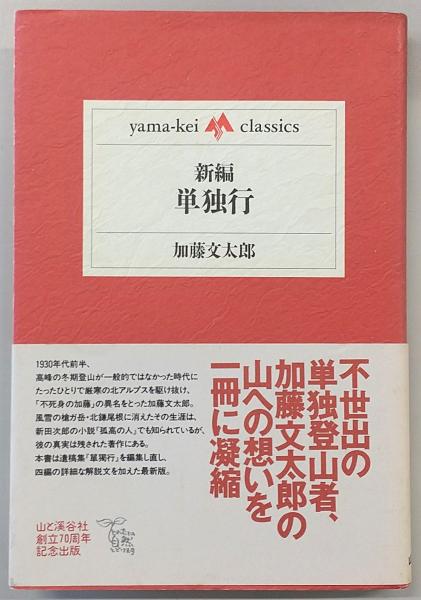 yama-kei classics
新編
単独行
加藤文太郎
不世出の
単独登山者、
加藤文太郎の
山への想いを
一冊に凝縮
1930年代前半、
高峰の冬期登山が一般的ではなかった時代に
たったひとりで厳寒の北アルプスを駆け抜け、
「不死身の加藤」の異名をとった加藤文太郎。
風雪の槍ガ岳・北鎌尾根に消えたその生涯は、
新田次郎の小説「孤高の人」でも知られているが、
彼の真実は残された著作にある。
本書は遺稿集『単獨行』を編集し直し、
四編の詳細な解説文を加えた最新版。
山と溪谷社
創立70周年
記念出版
自然